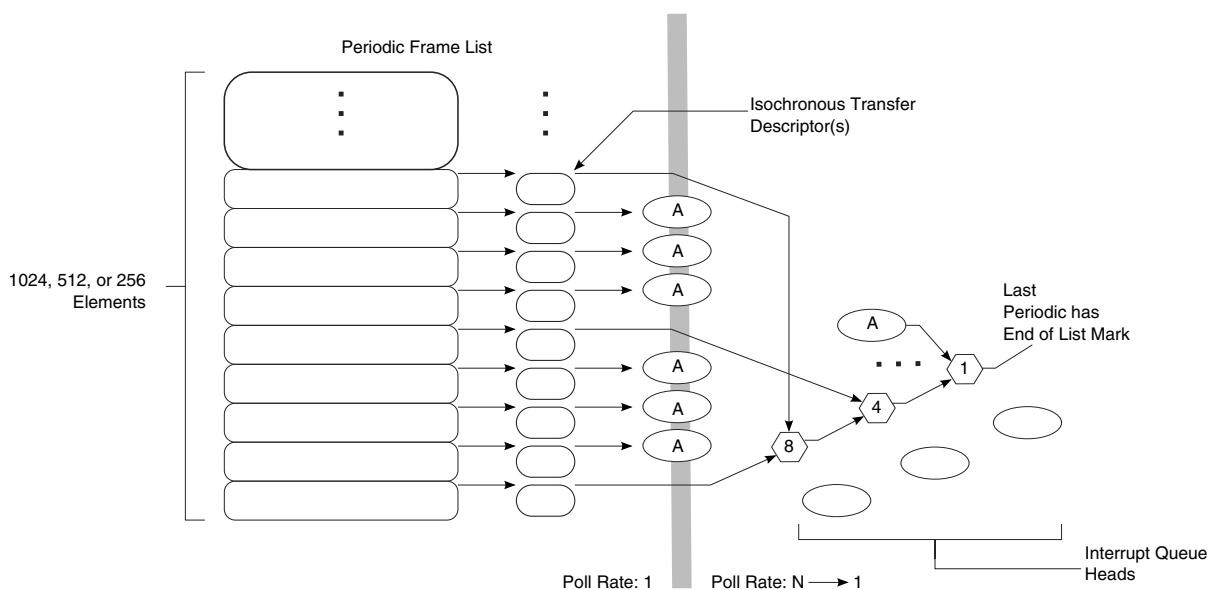 Periodic Frame List
Isochronous Transfer
Descriptor(s)
A
A
A
1024, 512, or 256
Elements
Last
Periodic has
End of List Mark
A
1
A
4
A
A
8
Interrupt Queue
Heads
Poll Rate: 1
Poll Rate: N 1